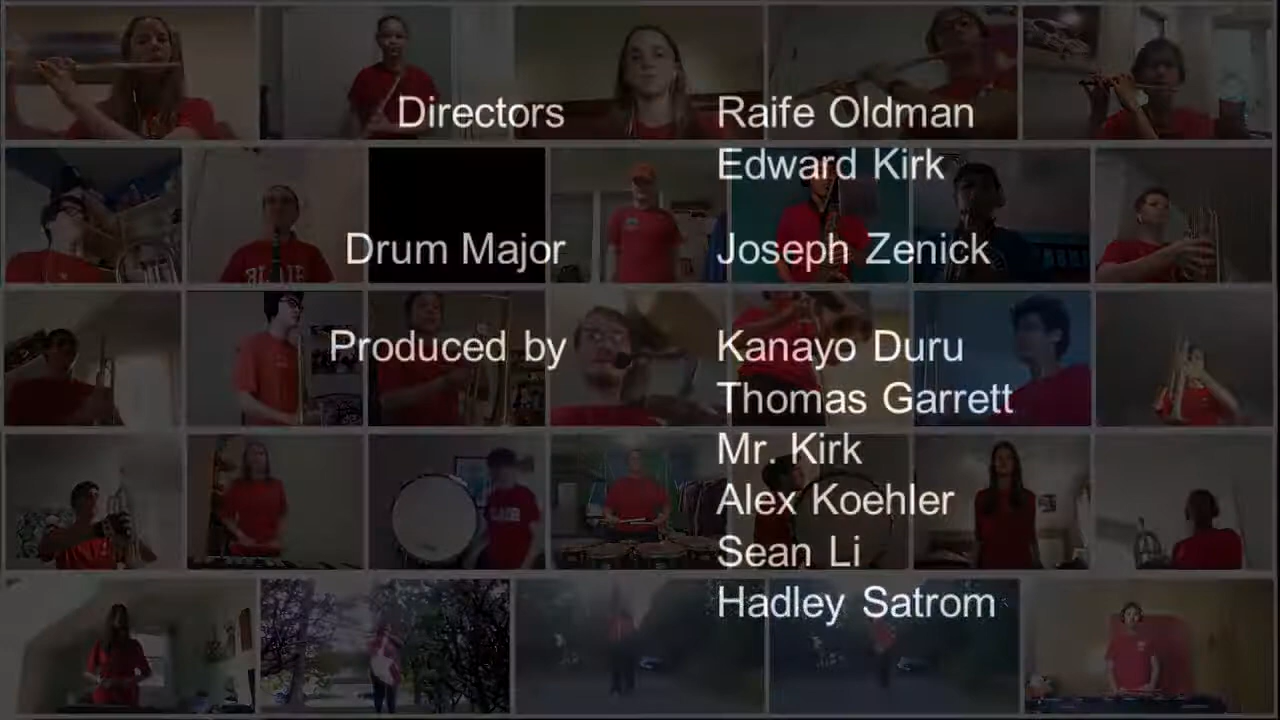 Directors Raife Oldman
Edward Kirk
Drum Major Joseph Zenick
Produced by Kanayo Duru
Thomas Garrett
Mr. Kirk
Alex Koehler
Sean Li
Hadley Satrom
BLAIR